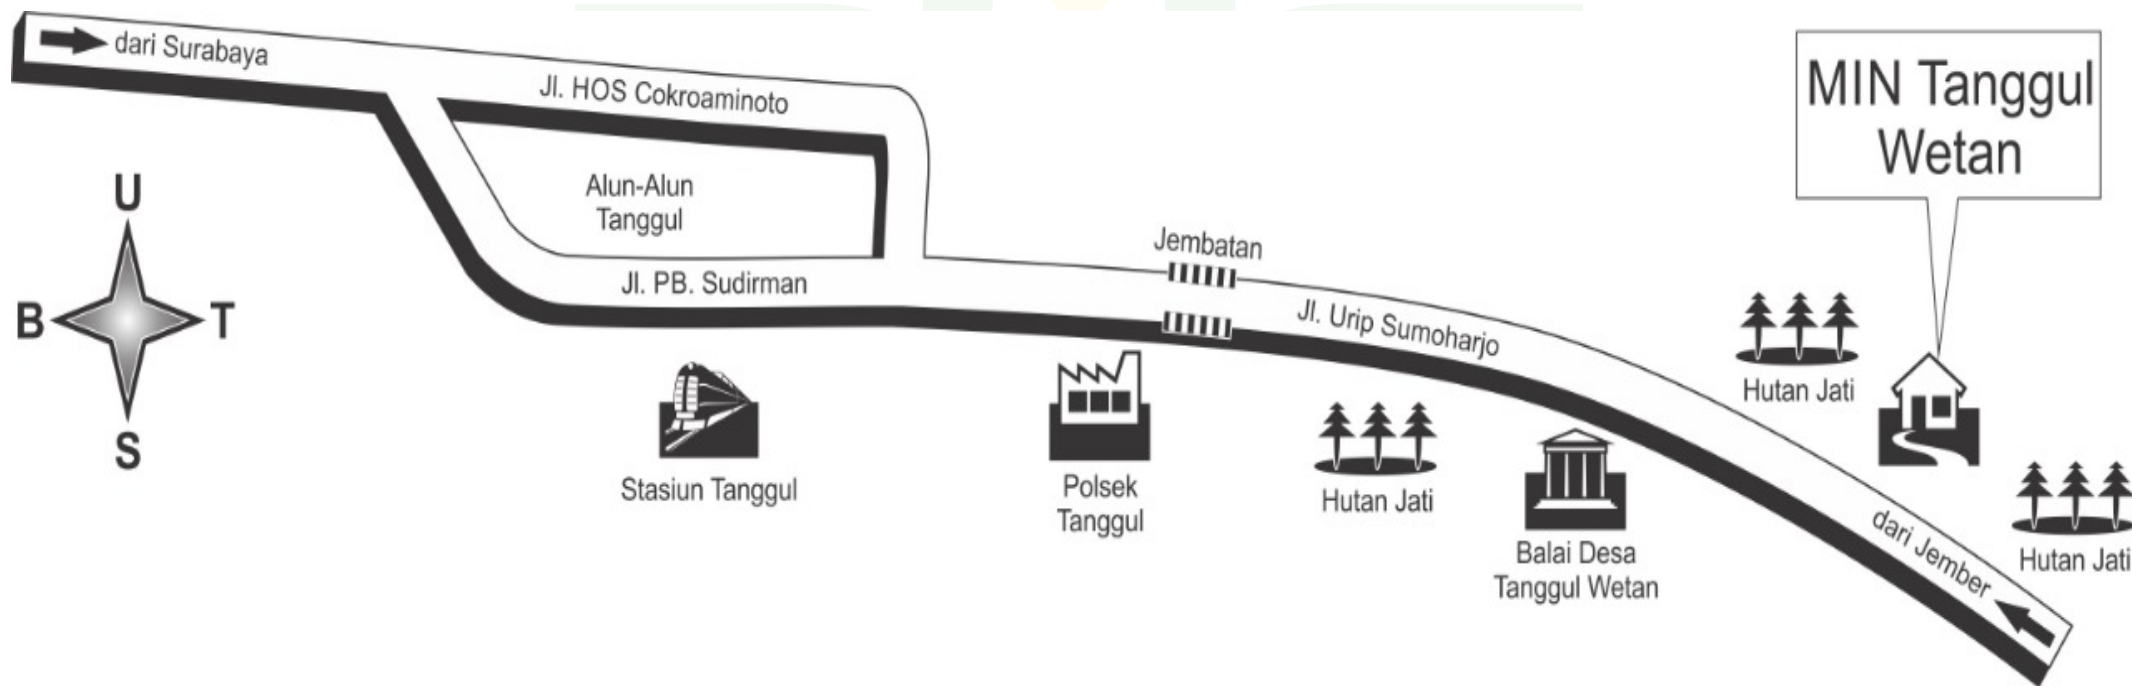 dari Surabaya
Jl. HOS Cokroaminoto
MIN Tanggul
Wetan
Alun-Alun
Tanggul
U
B
T
S
Jl. PB. Sudirman
Jembatan
Jl. Urip Sumoharjo
Hutan Jati
Stasiun Tanggul
Polsek
Tanggul
Hutan Jati
Balai Desa
Tanggul Wetan
dari Jember
Hutan Jati